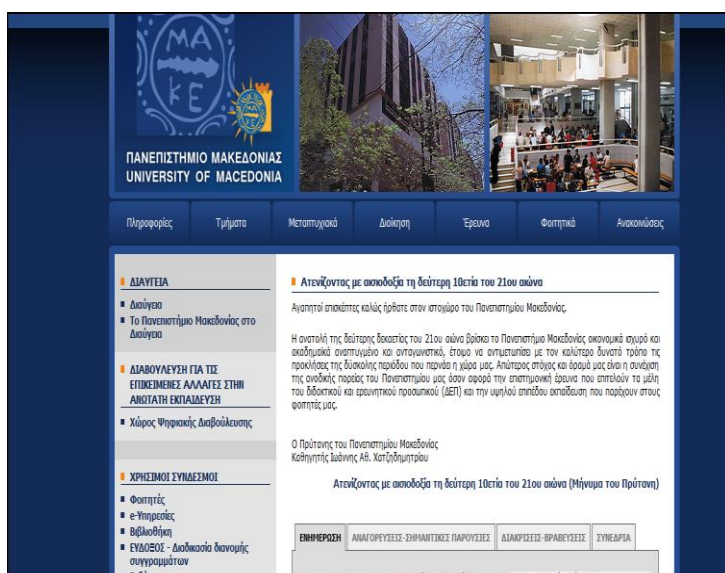 ΜΑ
ΚΕ
ΠΑΝΕΠΙΣΤΗΜΙΟ ΜΑΚΕΔΟΝΙΑΣ
UNIVERSITY OF MACEDONIA
Πληροφορίες Τμήματα Μεταπτυχιακά Διοίκηση Έρευνα Φοιτητικά Ανακοινώσεις
ΔΙΑΥΓΕΙΑ
Διαύγεια
Το Πανεπιστήμιο Μακεδονίας στο
Διαύγεια
ΔΙΑΒΟΥΛΕΥΣΗ ΓΙΑ ΤΙΣ
ΕΠΙΚΕΙΜΕΝΕΣ ΑΛΛΑΓΕΣ ΣΤΗΝ
ΑΝΩΤΑΤΗ ΕΚΠΑΙΔΕΥΣΗ
Χώρος Ψηφιακής Διαβούλευσης
ΧΡΗΣΙΜΟΙ ΣΥΝΔΕΣΜΟΙ
Φοιτητές
e-Υπηρεσίες
Βιβλιοθήκη
ΕΥΔΟΞΟΣ - Διαδικασία διανομής
συγγραμμάτων
Ατενίζοντας με αισιοδοξία τη δεύτερη 10ετία του 21ου αιώνα
Αγαπητοί επισκέπτες καλώς ήρθατε στον ιστοχώρο του Πανεπιστημίου Μακεδονίας.
Η ανατολή της δεύτερης δεκαετίας του 21ου αιώνα βρίσκει το Πανεπιστήμιο Μακεδονίας οικονομικά ισχυρό και
ακαδημαϊκά αναπτυγμένο και ανταγωνιστικό, έτοιμο να αντιμετωπίσει με τον καλύτερο δυνατό τρόπο τις
προκλήσεις της δύσκολης περιόδου που περνάει η χώρα μας. Απώτερος στόχος και όραμά μας είναι η συνέχιση
της ανοδικής πορείας του Πανεπιστημίου μας όσον αφορά την επιστημονική έρευνα που επιτελούν τα μέλη
του διδακτικού και ερευνητικού προσωπικού (ΔΕΠ) και την υψηλού επιπέδου εκπαίδευση που παρέχουν στους
φοιτητές μας.
Ο Πρύτανης του Πανεπιστημίου Μακεδονίας
Καθηγητής Ιωάννης Αθ. Χατζηδημητρίου
Ατενίζοντας με αισιοδοξία τη δεύτερη 10ετία του 21ου αιώνα (Μήνυμα του Πρύτανη)
ΕΝΗΜΕΡΩΣΗ ΑΝΑΓΟΡΕΥΣΕΙΣ-ΣΗΜΑΝΤΙΚΕΣ ΠΑΡΟΥΣΙΕΣ ΔΙΑΚΡΙΣΕΙΣ-ΒΡΑΒΕΥΣΕΙΣ ΣΥΝΕΔΡΙΑ